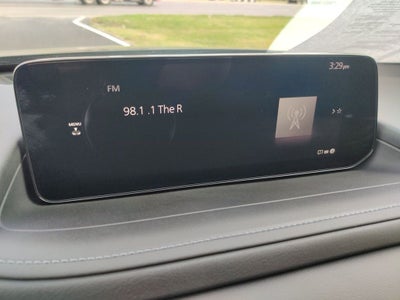 3:29pm
FM
98.1 .1 The R
MENU